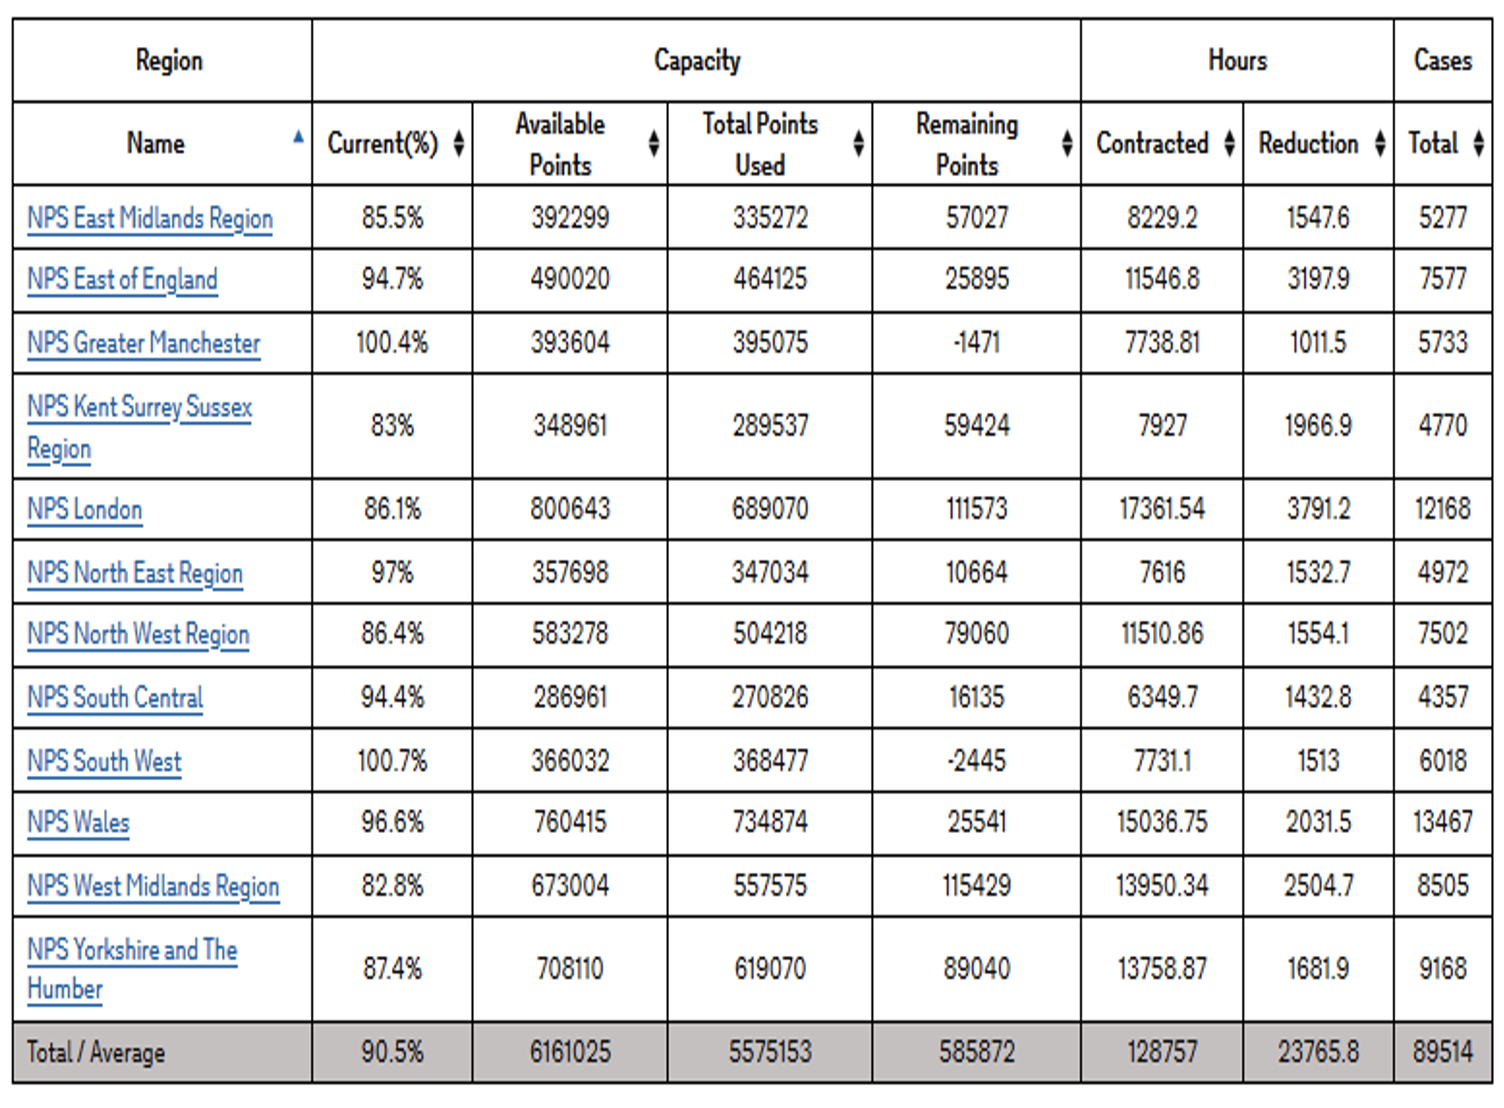 Region Capacity Hours Cases
Name Current(%) Available Points Total Points Used Remaining Points Contracted Reduction Total
NPS East Midlands Region 85.5% 392299 335272 57027 8229.2 1547.6 5277
NPS East of England 94.7% 490020 464125 25895 11546.8 3197.9 7577
NPS Greater Manchester 100.4% 393604 395075 -1471 7738.81 1011.5 5733
NPS Kent Surrey Sussex Region 83% 348961 289537 59424 7927 1966.9 4770
NPS London 86.1% 800643 689070 111573 17361.54 3791.2 12168
NPS North East Region 97% 357698 347034 10664 7616 1532.7 4972
NPS North West Region 86.4% 583278 504218 79060 11510.86 1554.1 7502
NPS South Central 94.4% 286961 270826 16135 6349.7 1432.8 4357
NPS South West 100.7% 366032 368477 -2445 7731.1 1513 6018
NPS Wales 96.6% 760415 734874 25541 15036.75 2031.5 13467
NPS West Midlands Region 82.8% 673004 557575 115429 13950.34 2504.7 8505
NPS Yorkshire and The Humber 87.4% 708110 619070 89040 13758.87 1681.9 9168
Total / Average 90.5% 6161025 5575153 585872 128757 23765.8 89514